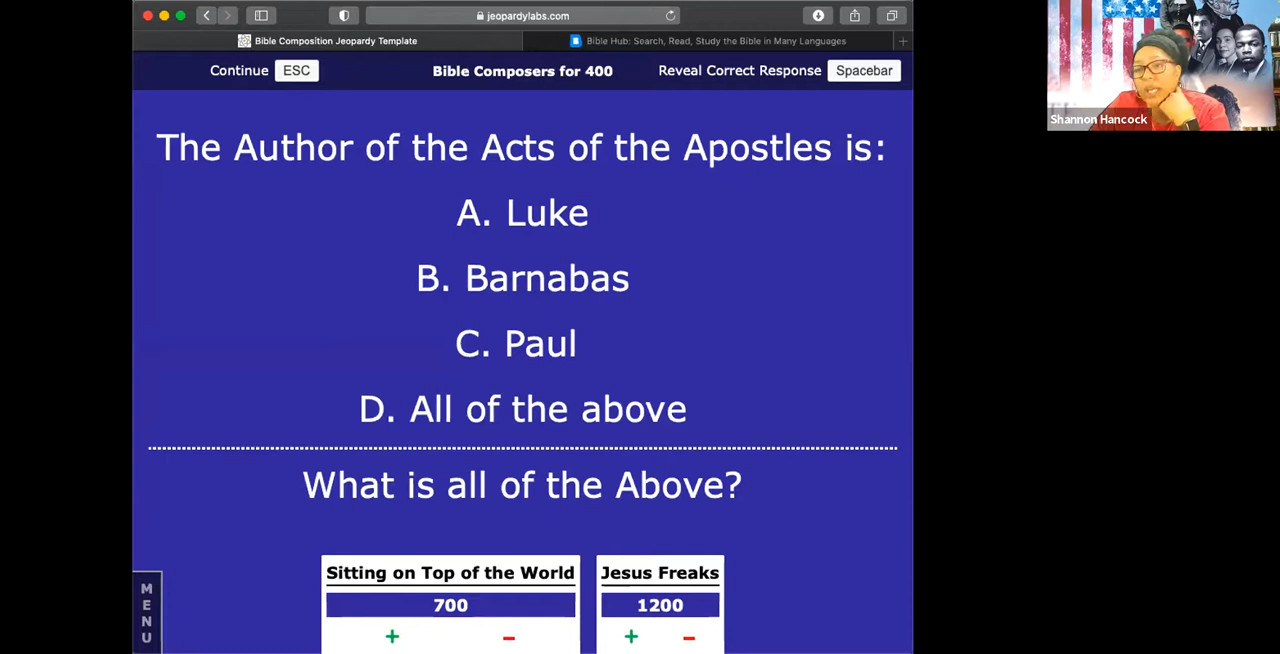 jeopardylabs.com
Bible Composition Jeopardy Template
Bible Hub: Search, Read, Study the Bible in Many Languages
Continue ESC
Bible Composers for 400
Reveal Correct Response Spacebar
Shannon Hancock
The Author of the Acts of the Apostles is:
A. Luke
B. Barnabas
C. Paul
D. All of the above
What is all of the Above?
MENU
Sitting on Top of the World
700
+ −
Jesus Freaks
1200
+ −